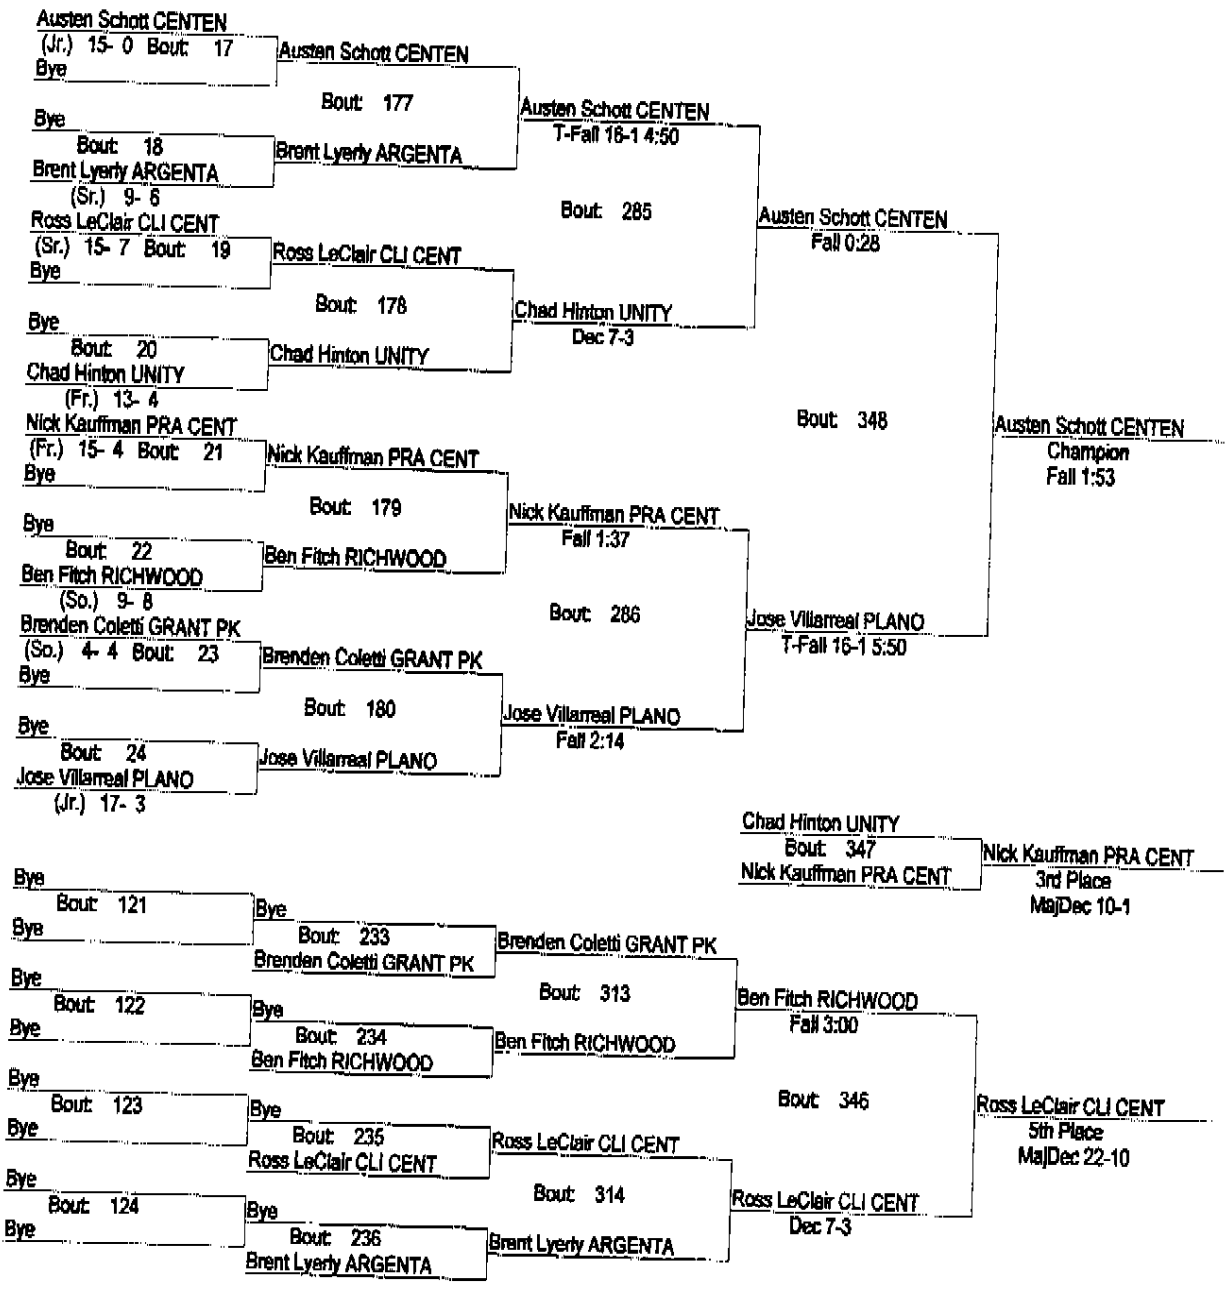 Austen Schott CENTEN
(Jr.) 15- 0 Bout: 17
Bye
Austen Schott CENTEN
Bout: 177
Bye
Bout: 18
Brent Lyerly ARGENTA
(Sr.) 9- 6
Brent Lyerly ARGENTA
Austen Schott CENTEN
T-Fall 16-1 4:50
Ross LeClair CLI CENT
(Sr.) 15- 7 Bout: 19
Bye
Ross LeClair CLI CENT
Bout: 178
Bye
Bout: 20
Chad Hinton UNITY
(Fr.) 13- 4
Chad Hinton UNITY
Chad Hinton UNITY
Dec 7-3
Bout: 285
Austen Schott CENTEN
Fall 0:28
Nick Kauffman PRA CENT
(Fr.) 15- 4 Bout: 21
Bye
Nick Kauffman PRA CENT
Bout: 179
Bye
Bout: 22
Ben Fitch RICHWOOD
(So.) 9- 8
Ben Fitch RICHWOOD
Nick Kauffman PRA CENT
Fall 1:37
Brenden Coletti GRANT PK
(So.) 4- 4 Bout: 23
Bye
Brenden Coletti GRANT PK
Bout: 180
Bye
Bout: 24
Jose Villarreal PLANO
(Jr.) 17- 3
Jose Villarreal PLANO
Jose Villarreal PLANO
Fall 2:14
Bout: 286
Jose Villarreal PLANO
T-Fall 16-1 5:50
Bout: 348
Austen Schott CENTEN
Champion
Fall 1:53
Chad Hinton UNITY
Bout: 347
Nick Kauffman PRA CENT
Nick Kauffman PRA CENT
3rd Place
MajDec 10-1
Bye
Bout: 121
Bye
Bye
Bout: 233
Brenden Coletti GRANT PK
Brenden Coletti GRANT PK
Bout: 313
Bye
Bout: 122
Bye
Bye
Bout: 234
Ben Fitch RICHWOOD
Ben Fitch RICHWOOD
Ben Fitch RICHWOOD
Fall 3:00
Bye
Bout: 123
Bye
Bye
Bout: 235
Ross LeClair CLI CENT
Ross LeClair CLI CENT
Bout: 314
Bye
Bout: 124
Bye
Bye
Bout: 236
Brent Lyerly ARGENTA
Brent Lyerly ARGENTA
Ross LeClair CLI CENT
Dec 7-3
Bout: 346
Ross LeClair CLI CENT
5th Place
MajDec 22-10